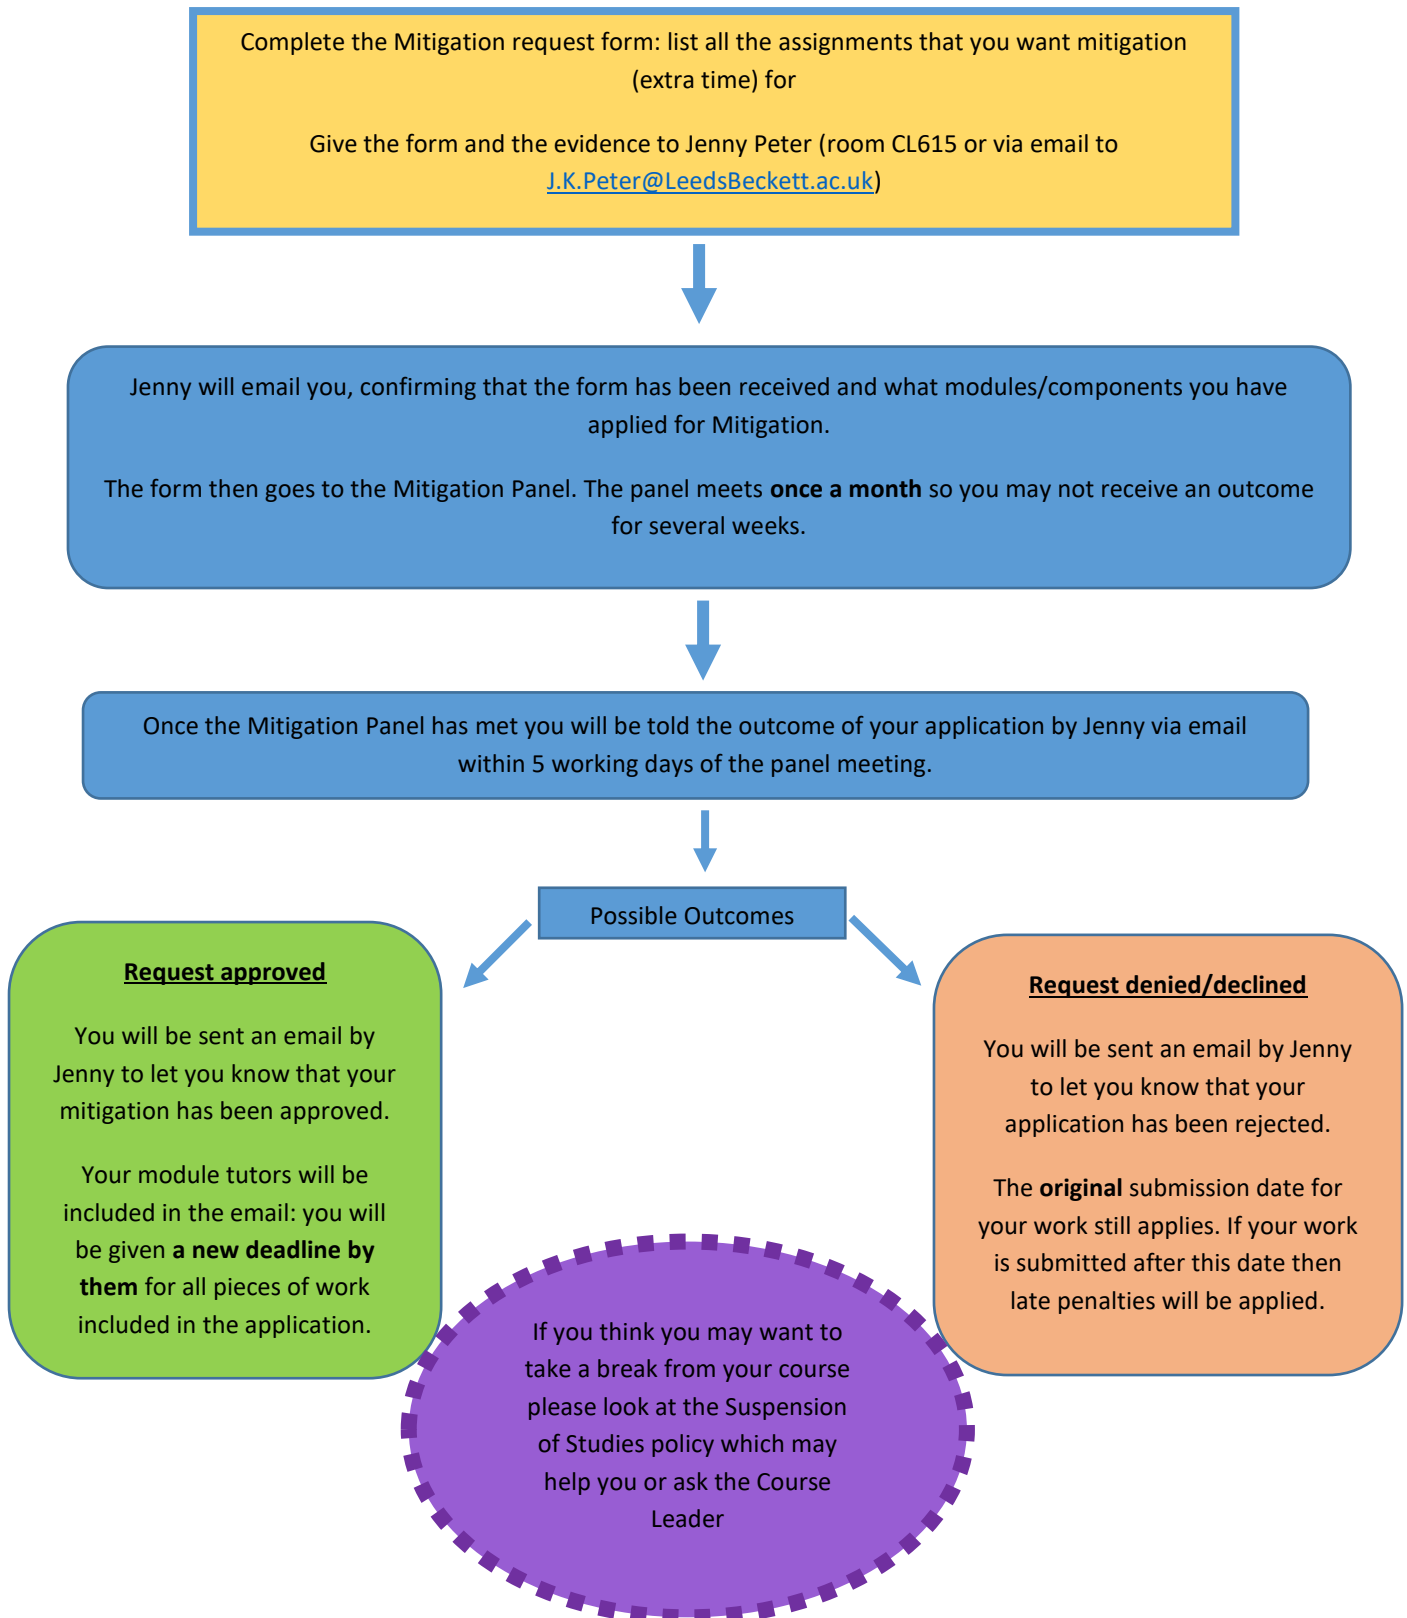 Complete the Mitigation request form: list all the assignments that you want mitigation
(extra time) for
Give the form and the evidence to Jenny Peter (room CL615 or via email to
J.K.Peter@LeedsBeckett.ac.uk)
Jenny will email you, confirming that the form has been received and what modules/components you have
applied for Mitigation.
The form then goes to the Mitigation Panel. The panel meets once a month so you may not receive an outcome
for several weeks.
Once the Mitigation Panel has met you will be told the outcome of your application by Jenny via email
within 5 working days of the panel meeting.
Possible Outcomes
Request approved
You will be sent an email by
Jenny to let you know that your
mitigation has been approved.
Your module tutors will be
included in the email: you will
be given a new deadline by
them for all pieces of work
included in the application.
Request denied/declined
You will be sent an email by Jenny
to let you know that your
application has been rejected.
The original submission date for
your work still applies. If your work
is submitted after this date then
late penalties will be applied.
If you think you may want to
take a break from your course
please look at the Suspension
of Studies policy which may
help you or ask the Course
Leader